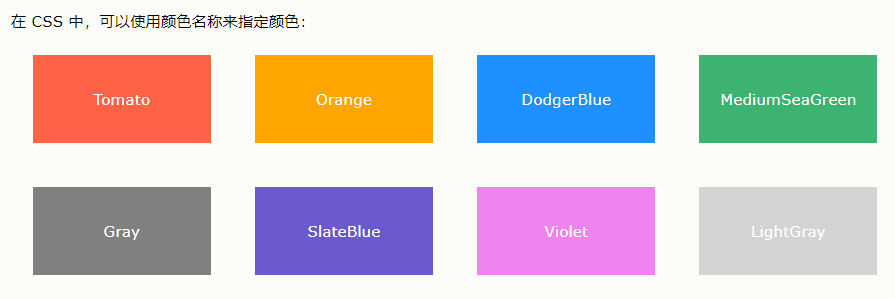 在 CSS 中，可以使用颜色名称来指定颜色：
Tomato
Orange
DodgerBlue
MediumSeaGreen
Gray
SlateBlue
Violet
LightGray